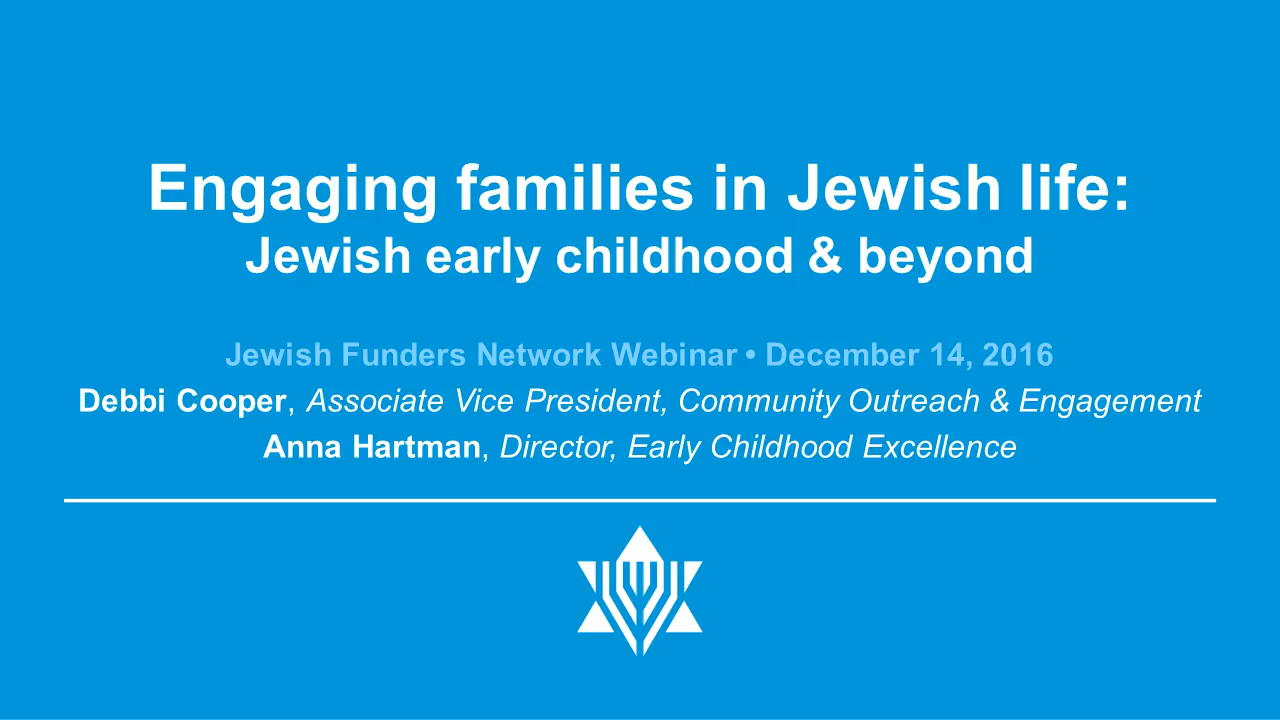 Engaging families in Jewish life:
Jewish early childhood & beyond
Jewish Funders Network Webinar • December 14, 2016
Debbi Cooper, Associate Vice President, Community Outreach & Engagement
Anna Hartman, Director, Early Childhood Excellence